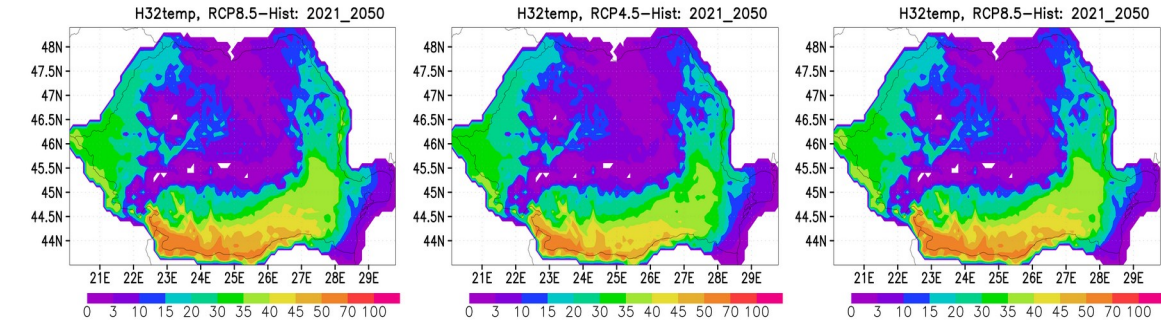 H32temp, RCP8.5-Hist: 2021_2050
48N
47.5N
47N
46.5N
46N
45.5N
45N
44.5N
44N
21E 22E 23E 24E 25E 26E 27E 28E 29E
0 3 10 15 20 30 35 40 45 50 70 100
H32temp, RCP4.5-Hist: 2021_2050
48N
47.5N
47N
46.5N
46N
45.5N
45N
44.5N
44N
21E 22E 23E 24E 25E 26E 27E 28E 29E
0 3 10 15 20 30 35 40 45 50 70 100
H32temp, RCP8.5-Hist: 2021_2050
48N
47.5N
47N
46.5N
46N
45.5N
45N
44.5N
44N
21E 22E 23E 24E 25E 26E 27E 28E 29E
0 3 10 15 20 30 35 40 45 50 70 100